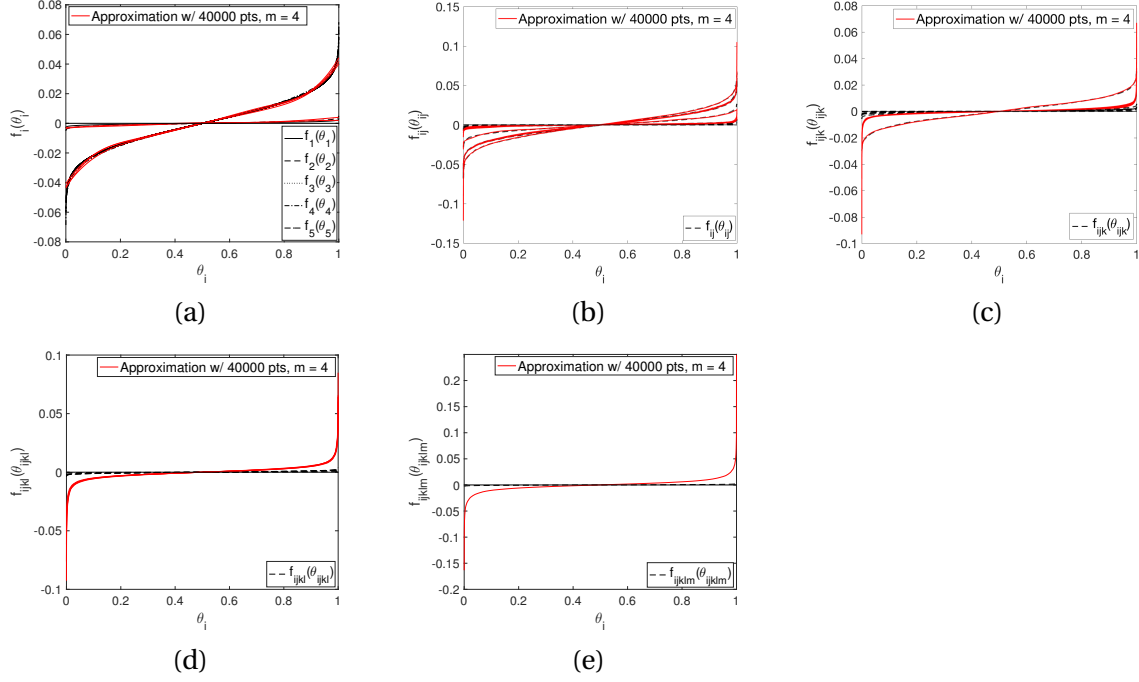 Approximation w/ 40000 pts, m = 4
0.08
0.06
0.04
0.02
0
-0.02
-0.04
-0.06
-0.08
f_i(θ_i)
f_1(θ_1)
f_2(θ_2)
f_3(θ_3)
f_4(θ_4)
f_5(θ_5)
0 0.2 0.4 0.6 0.8 1
θ_i
(a)
Approximation w/ 40000 pts, m = 4
0.15
0.1
0.05
0
-0.05
-0.1
-0.15
f_ij(θ_ij)
f_ij(θ_ij)
0 0.2 0.4 0.6 0.8 1
θ_i
(b)
Approximation w/ 40000 pts, m = 4
0.08
0.06
0.04
0.02
0
-0.02
-0.04
-0.06
-0.08
-0.1
f_ijk(θ_ijk)
f_ijk(θ_ijk)
0 0.2 0.4 0.6 0.8 1
θ_i
(c)
Approximation w/ 40000 pts, m = 4
0.1
0.05
0
-0.05
-0.1
f_ijkl(θ_ijkl)
f_ijkl(θ_ijkl)
0 0.2 0.4 0.6 0.8 1
θ_i
(d)
Approximation w/ 40000 pts, m = 4
0.2
0.15
0.1
0.05
0
-0.05
-0.1
-0.15
-0.2
f_ijklm(θ_ijklm)
f_ijklm(θ_ijklm)
0 0.2 0.4 0.6 0.8 1
θ_i
(e)